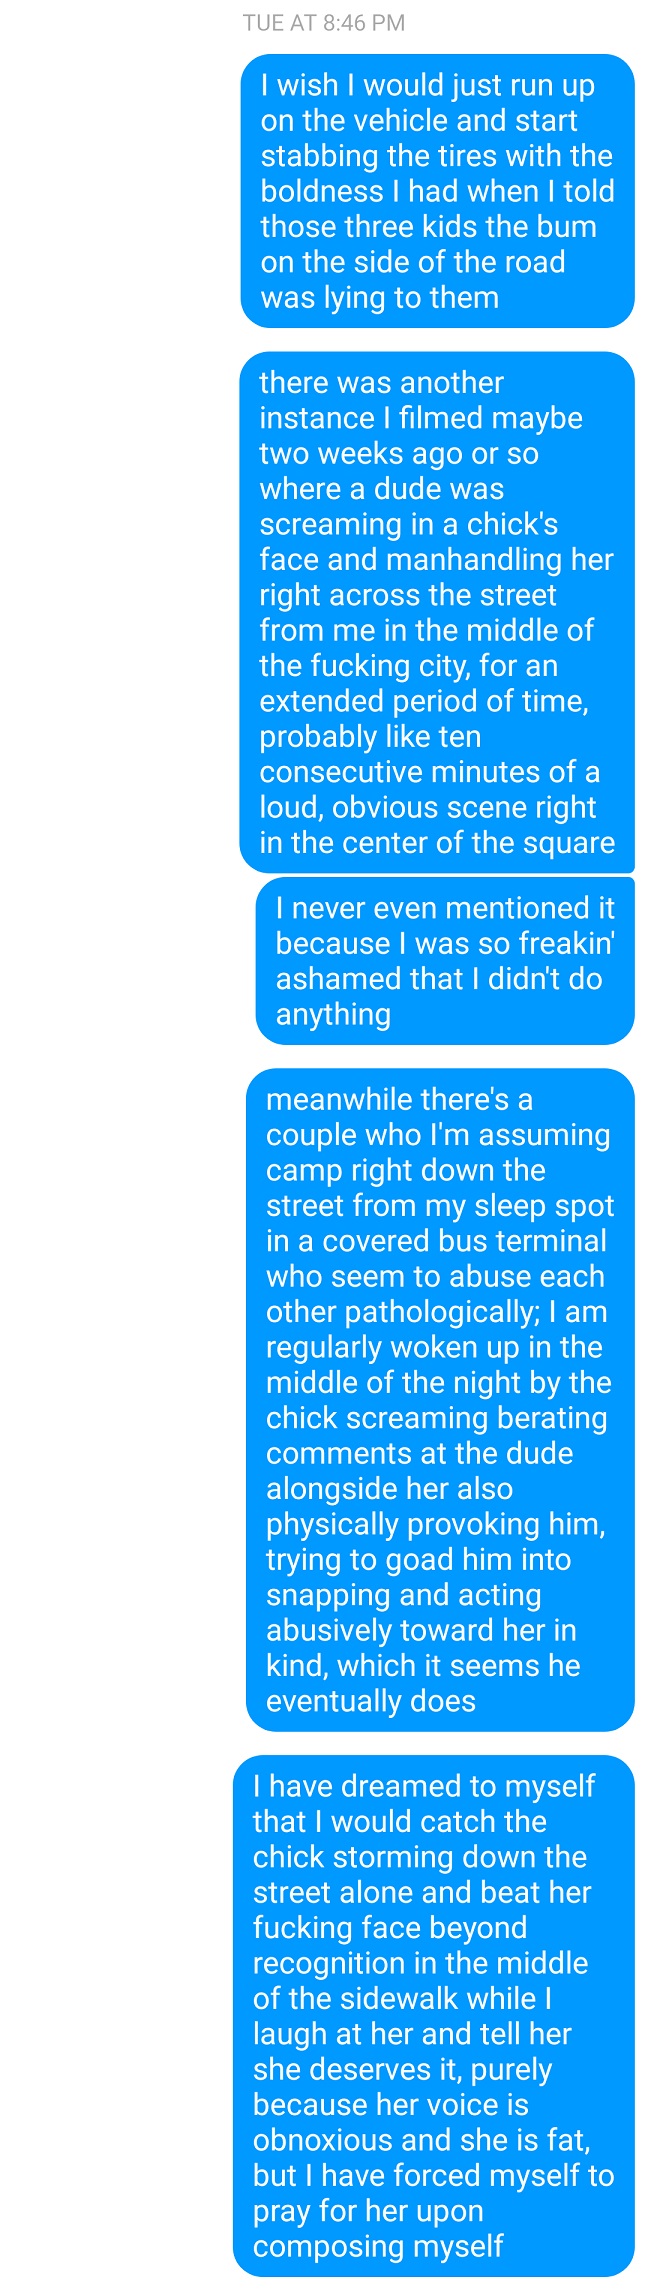 TUE AT 8:46 PM
I wish I would just run up
on the vehicle and start
stabbing the tires with the
boldness I had when I told
those three kids the bum
on the side of the road
was lying to them
there was another
instance I filmed maybe
two weeks ago or so
where a dude was
screaming in a chick's
face and manhandling her
right across the street
from me in the middle of
the fucking city, for an
extended period of time,
probably like ten
consecutive minutes of a
loud, obvious scene right
in the center of the square
I never even mentioned it
because I was so freakin'
ashamed that I didn't do
anything
meanwhile there's a
couple who I'm assuming
camp right down the
street from my sleep spot
in a covered bus terminal
who seem to abuse each
other pathologically; I am
regularly woken up in the
middle of the night by the
chick screaming berating
comments at the dude
alongside her also
physically provoking him,
trying to goad him into
snapping and acting
abusively toward her in
kind, which it seems he
eventually does
I have dreamed to myself
that I would catch the
chick storming down the
street alone and beat her
fucking face beyond
recognition in the middle
of the sidewalk while I
laugh at her and tell her
she deserves it, purely
because her voice is
obnoxious and she is fat,
but I have forced myself to
pray for her upon
composing myself